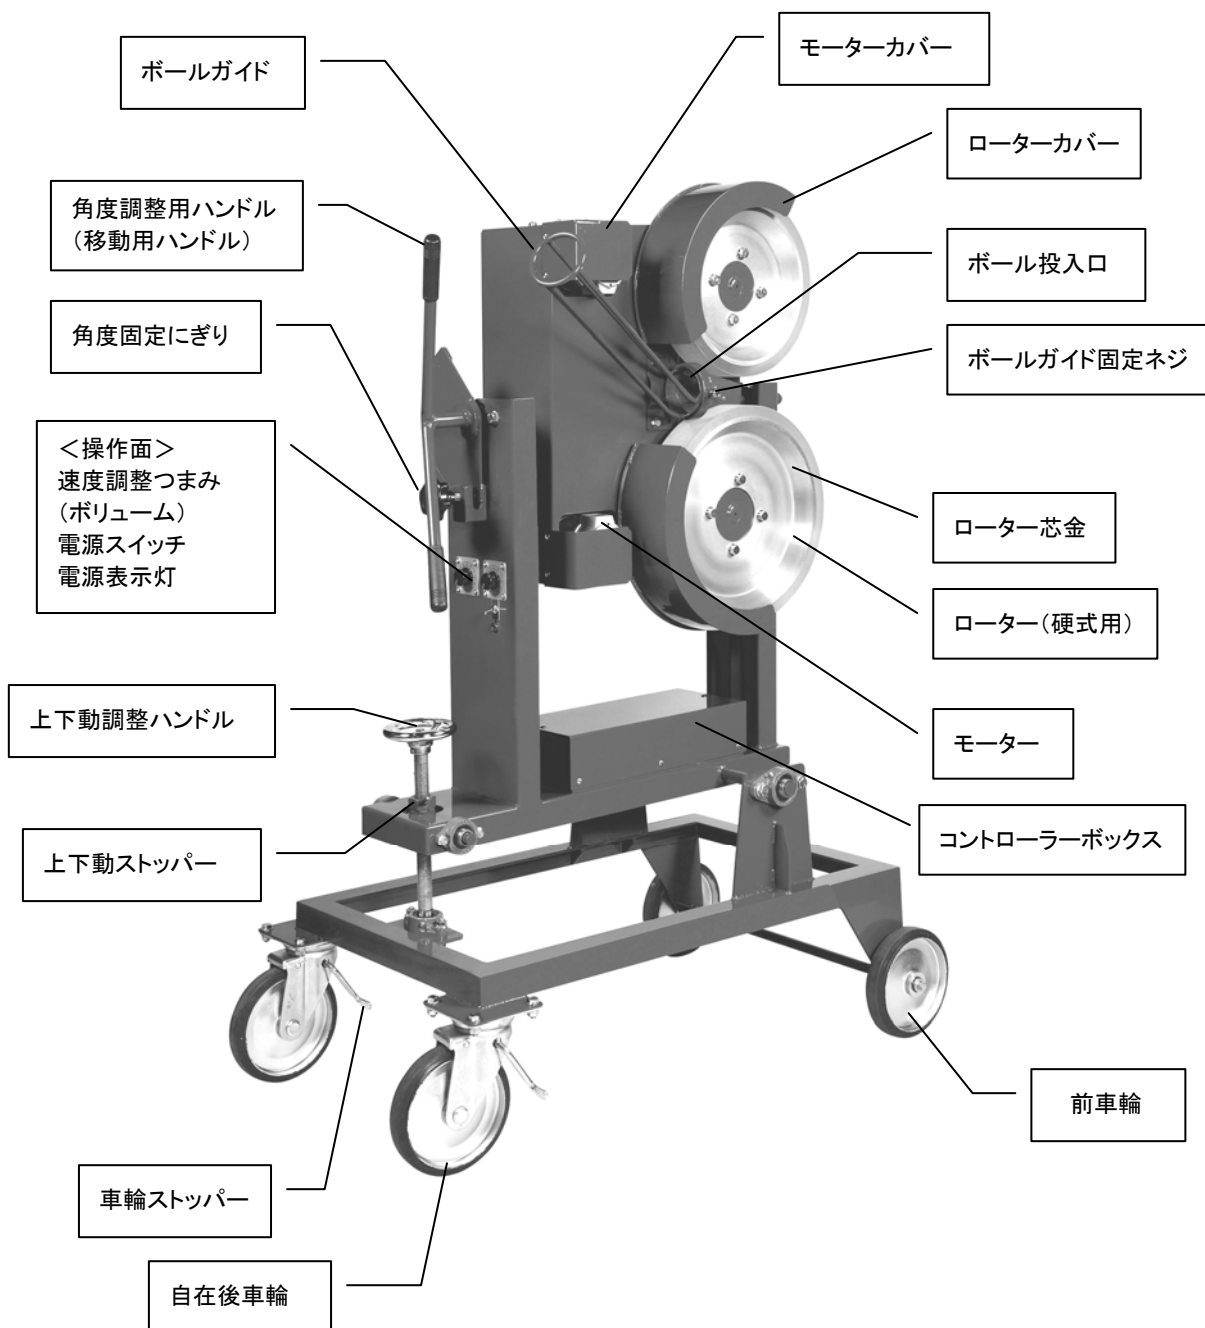 モーターカバー
ボールガイド
ローターカバー
角度調整用ハンドル
（移動用ハンドル）
ボール投入口
角度固定にぎり
ボールガイド固定ネジ
＜操作面＞
速度調整つまみ
(ボリューム)
電源スイッチ
電源表示灯
ローター芯金
ローター（硬式用）
上下動調整ハンドル
モーター
コントローラーボックス
上下動ストッパー
前車輪
車輪ストッパー
自在後車輪